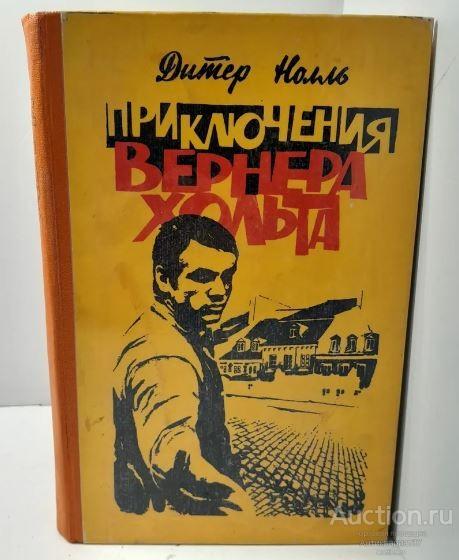 Дитер Нолль
ПРИКЛЮЧЕНИЯ
ВЕРНЕРА
ХОЛЬТА
Auction.ru